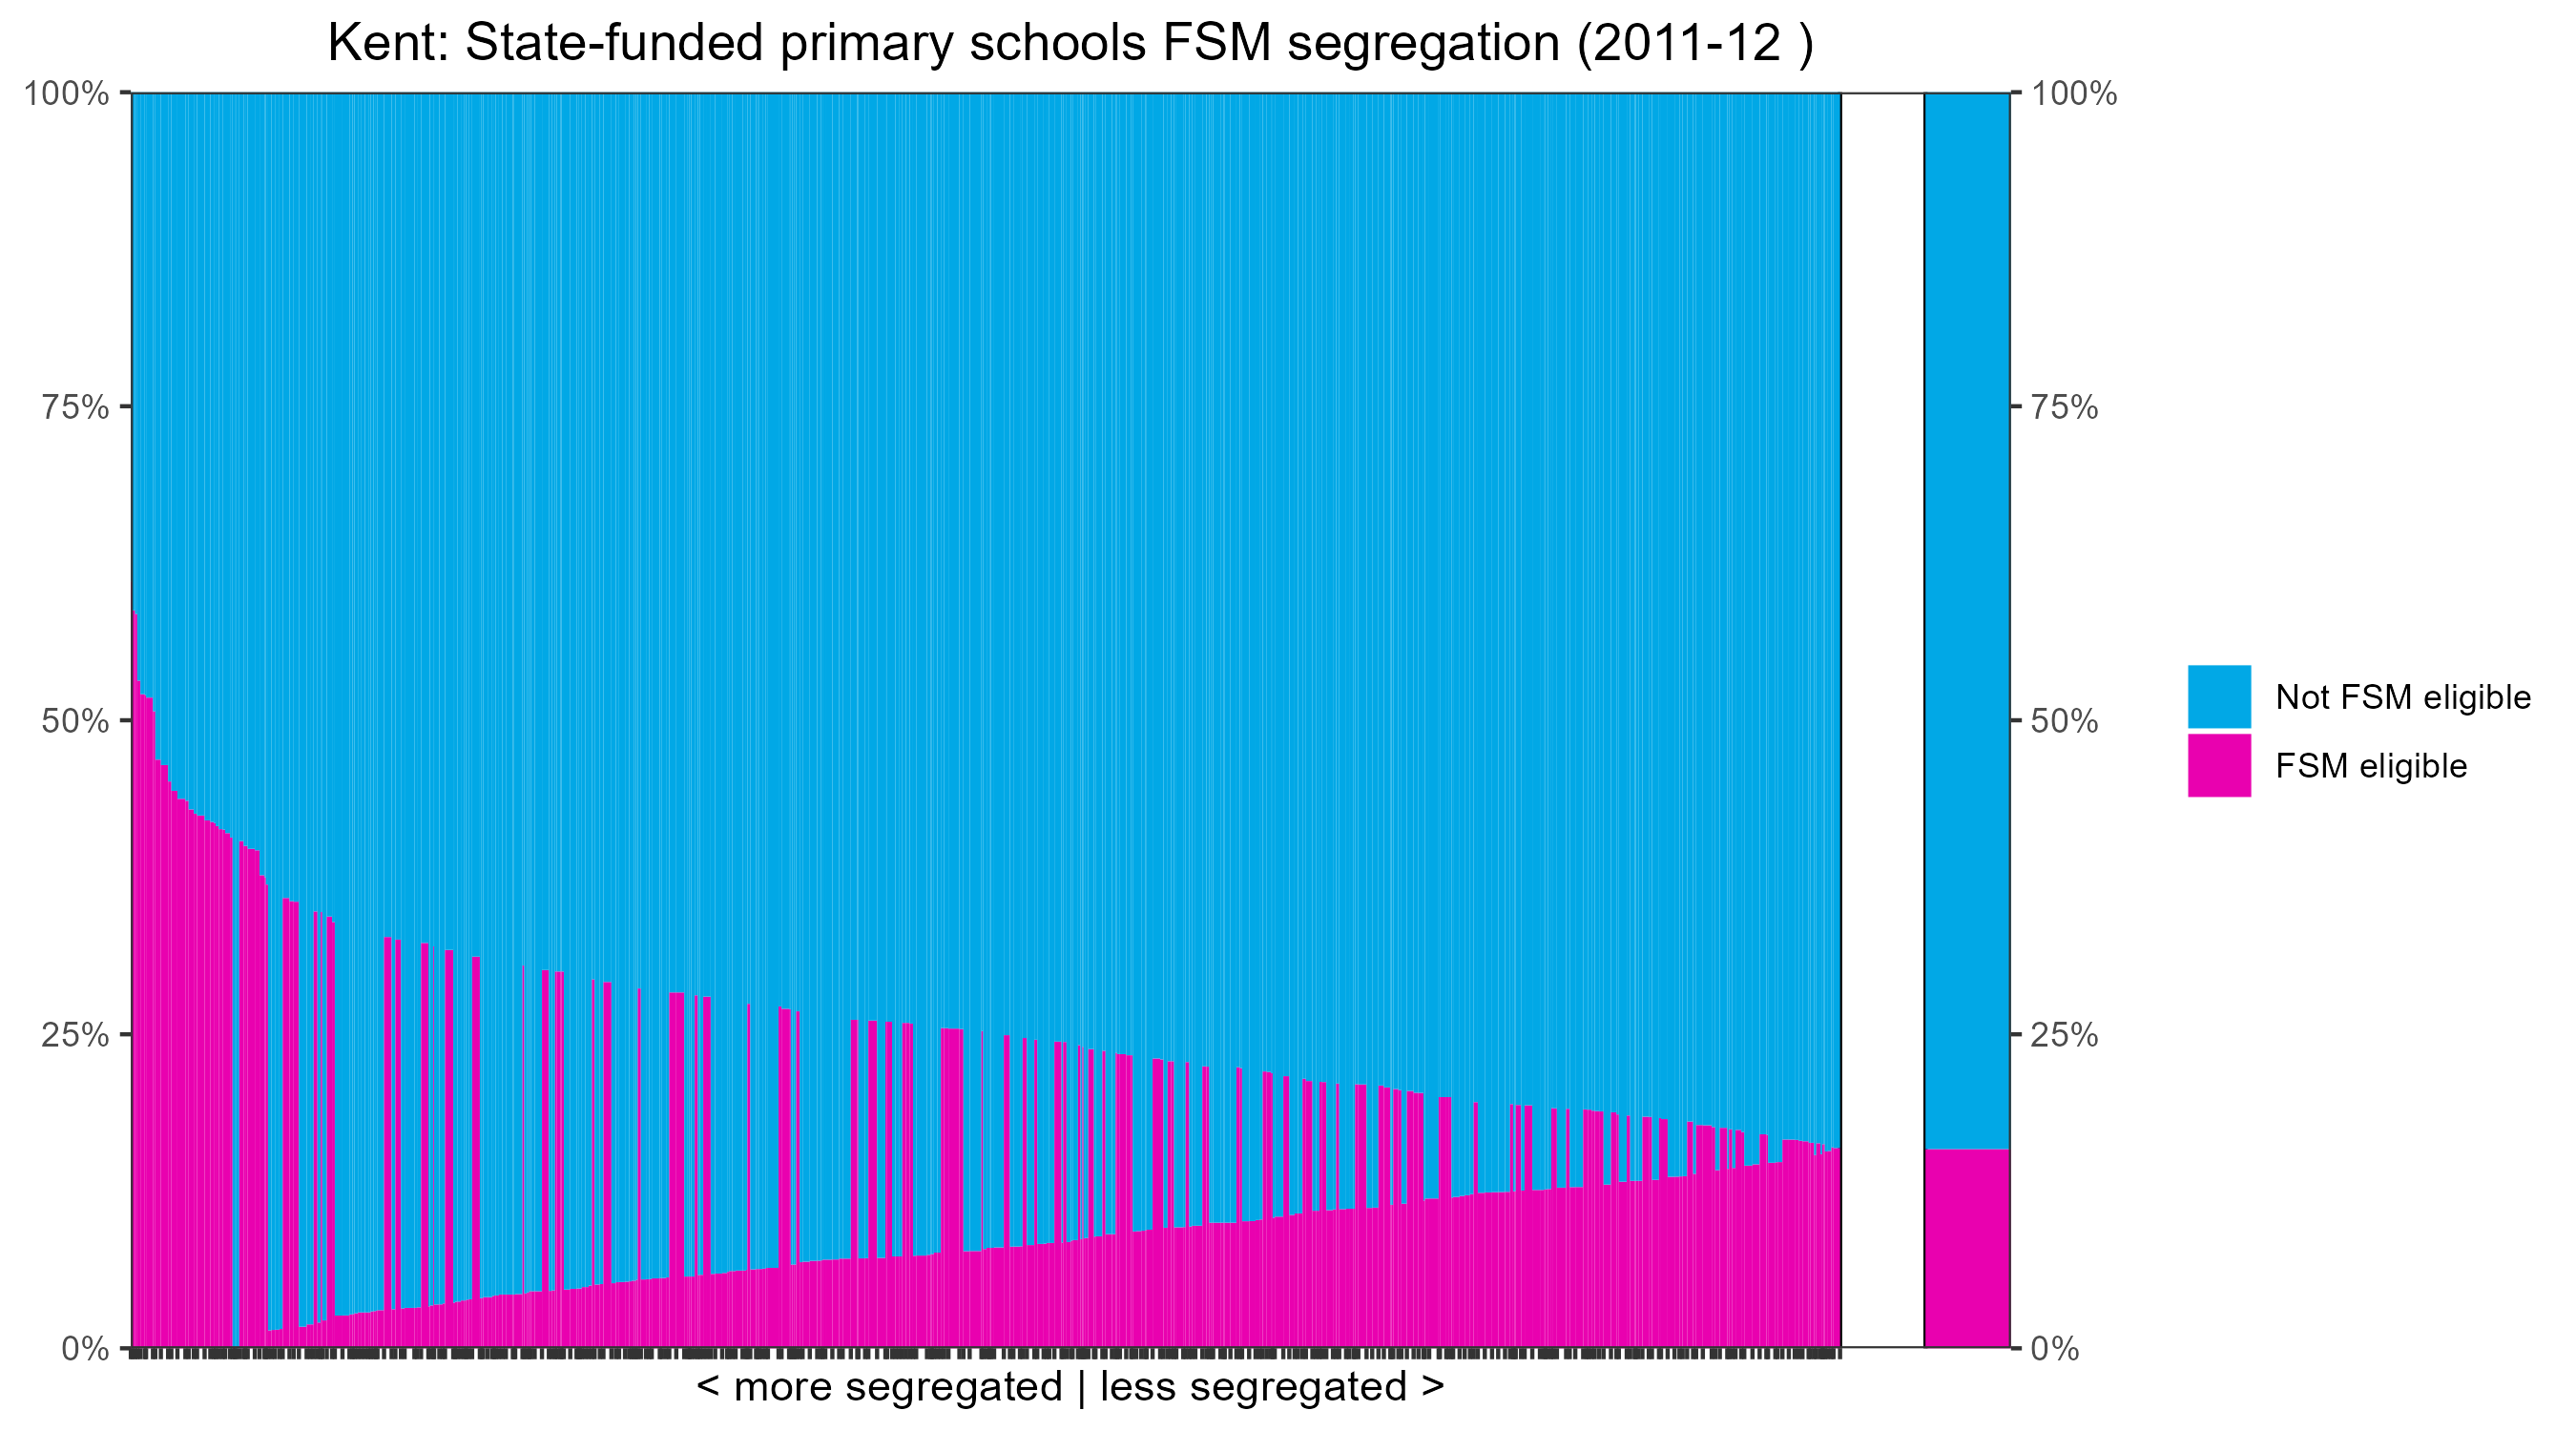 Kent: State-funded primary schools FSM segregation (2011-12 )
100%
75%
50%
25%
0%
100%
75%
50%
25%
0%
Not FSM eligible
FSM eligible
< more segregated | less segregated >